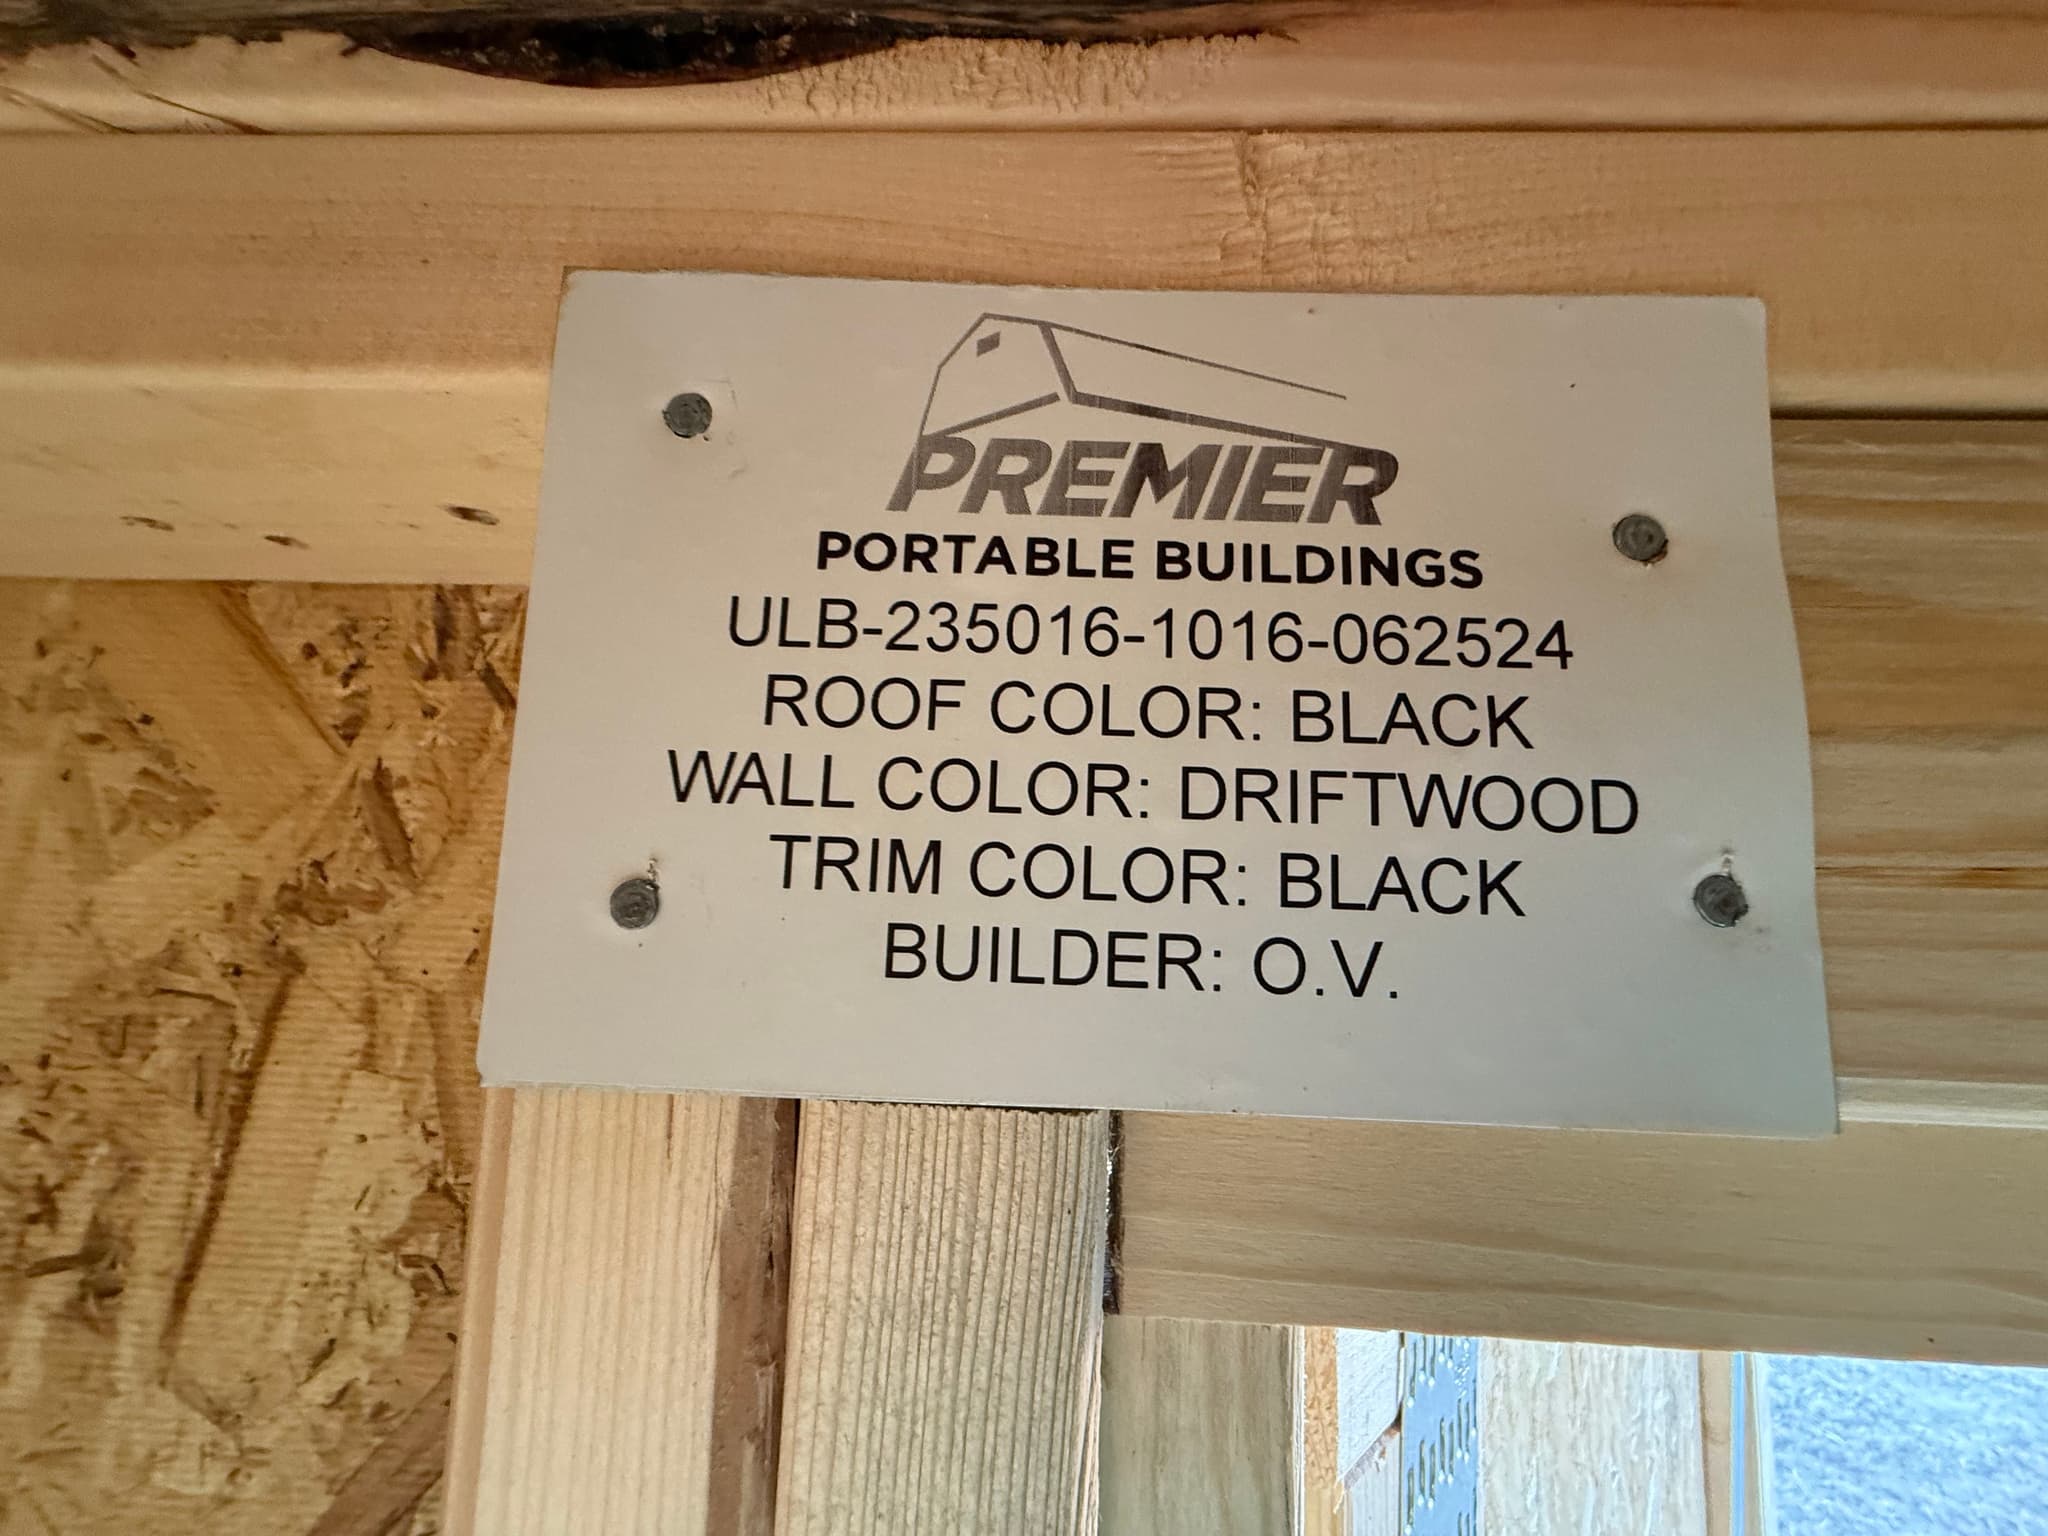 PREMIER
PORTABLE BUILDINGS
ULB-235016-1016-062524
ROOF COLOR: BLACK
WALL COLOR: DRIFTWOOD
TRIM COLOR: BLACK
BUILDER: O.V.